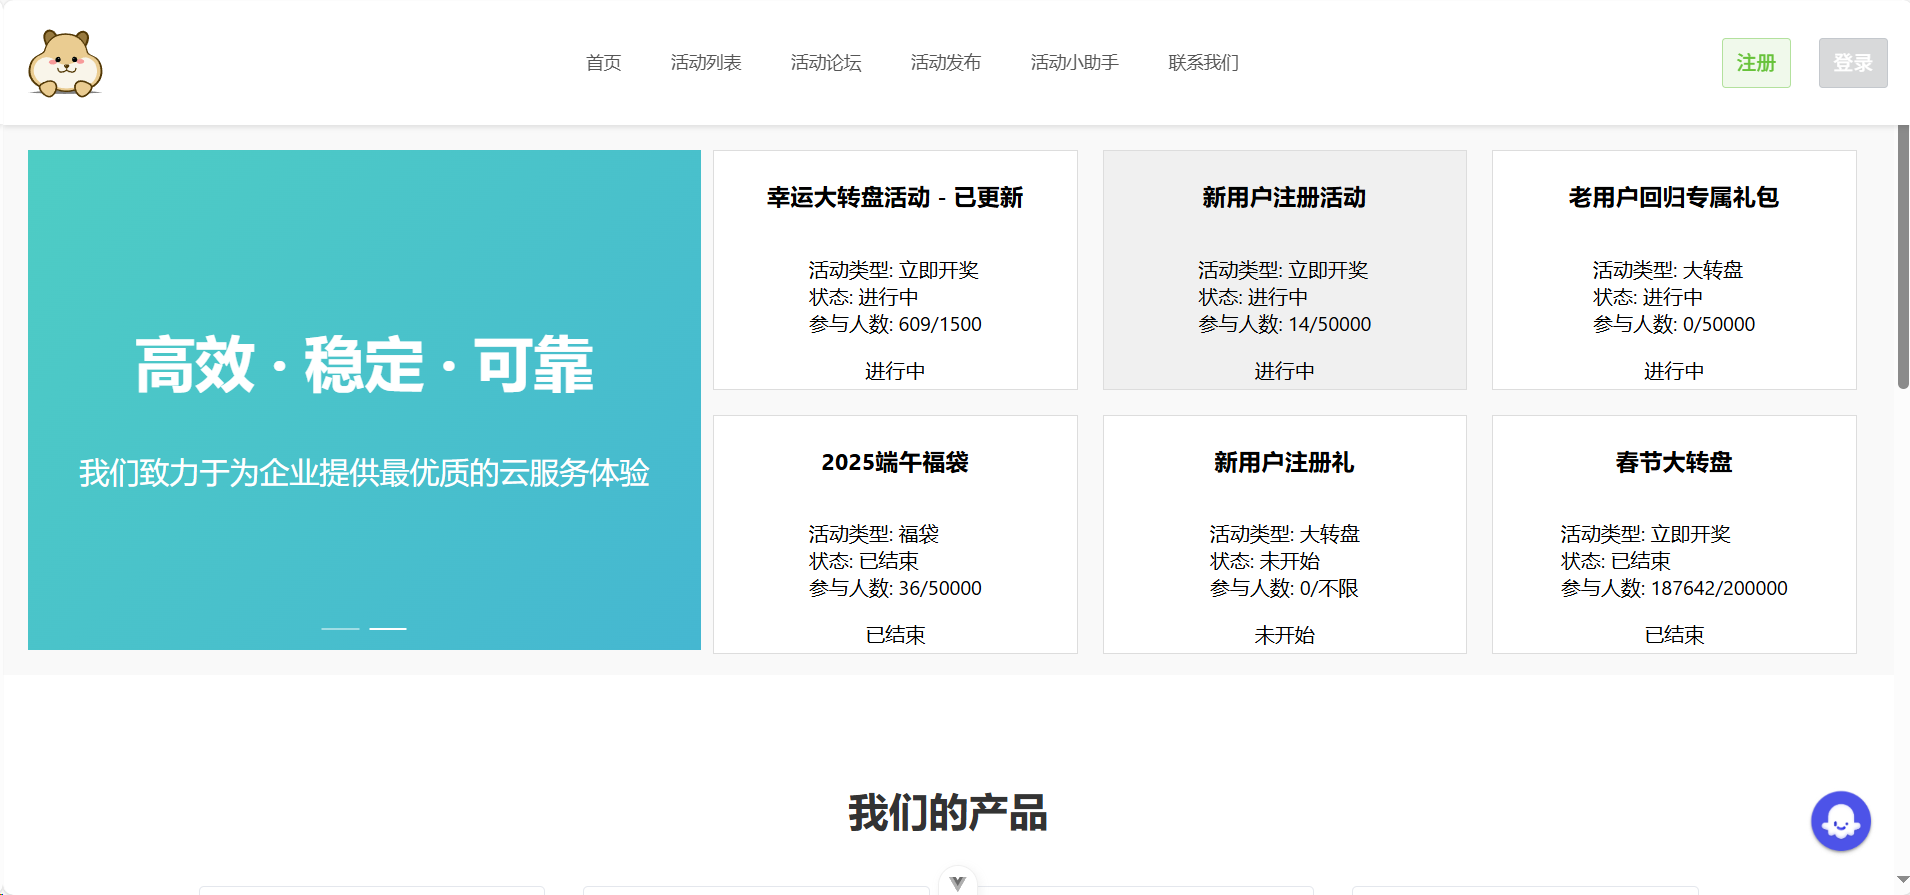 首页
活动列表
活动论坛
活动发布
活动小助手
联系我们
注册
登录
高效 · 稳定 · 可靠
我们致力于为企业提供最优质的云服务体验
幸运大转盘活动 - 已更新
活动类型: 立即开奖
状态: 进行中
参与人数: 609/1500
进行中
新用户注册活动
活动类型: 立即开奖
状态: 进行中
参与人数: 14/50000
进行中
老用户回归专属礼包
活动类型: 大转盘
状态: 进行中
参与人数: 0/50000
进行中
2025端午福袋
活动类型: 福袋
状态: 已结束
参与人数: 36/50000
已结束
新用户注册礼
活动类型: 大转盘
状态: 未开始
参与人数: 0/不限
未开始
春节大转盘
活动类型: 立即开奖
状态: 已结束
参与人数: 187642/200000
已结束
我们的产品